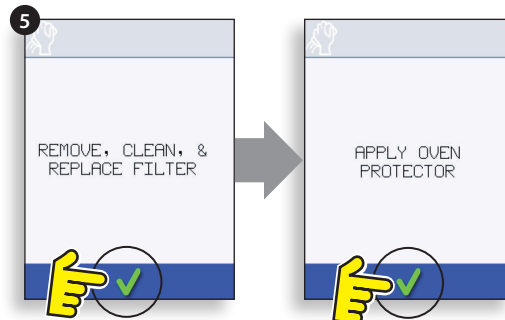 5
REMOVE, CLEAN, &
REPLACE FILTER
APPLY OVEN
PROTECTOR